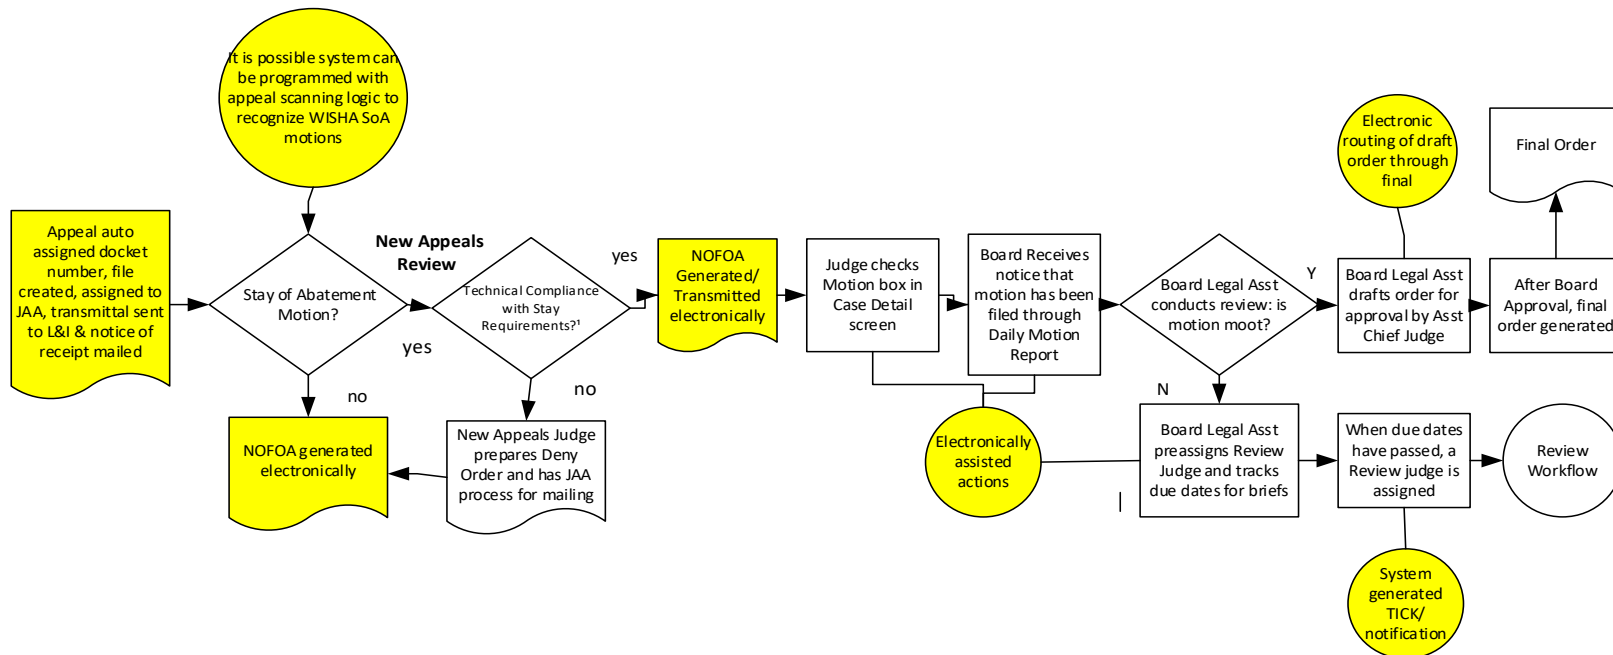 It is possible system can
be programmed with
appeal scanning logic to
recognize WISHA SoA
motions
Appeal auto
assigned docket
number, file
created, assigned to
JAA, transmittal sent
to L&I & notice of
receipt mailed
Stay of Abatement
Motion?
New Appeals
Review
yes
no
Technical Compliance
with Stay
Requirements?¹
yes
no
NOFOA generated
electronically
New Appeals Judge
prepares Deny
Order and has JAA
process for mailing
NOFOA
Generated/
Transmitted
electronically
Judge checks
Motion box in
Case Detail
screen
Board Receives
notice that
motion has been
filed through
Daily Motion
Report
Electronically
assisted
actions
Board Legal Asst
conducts review: is
motion moot?
Y
N
Electronic
routing of draft
order through
final
Board Legal Asst
drafts order for
approval by Asst
Chief Judge
After Board
Approval, final
order generated
Final Order
Board Legal Asst
preassigns Review
Judge and tracks
due dates for briefs
When due dates
have passed, a
Review judge is
assigned
Review
Workflow
System
generated
TICK/
notification